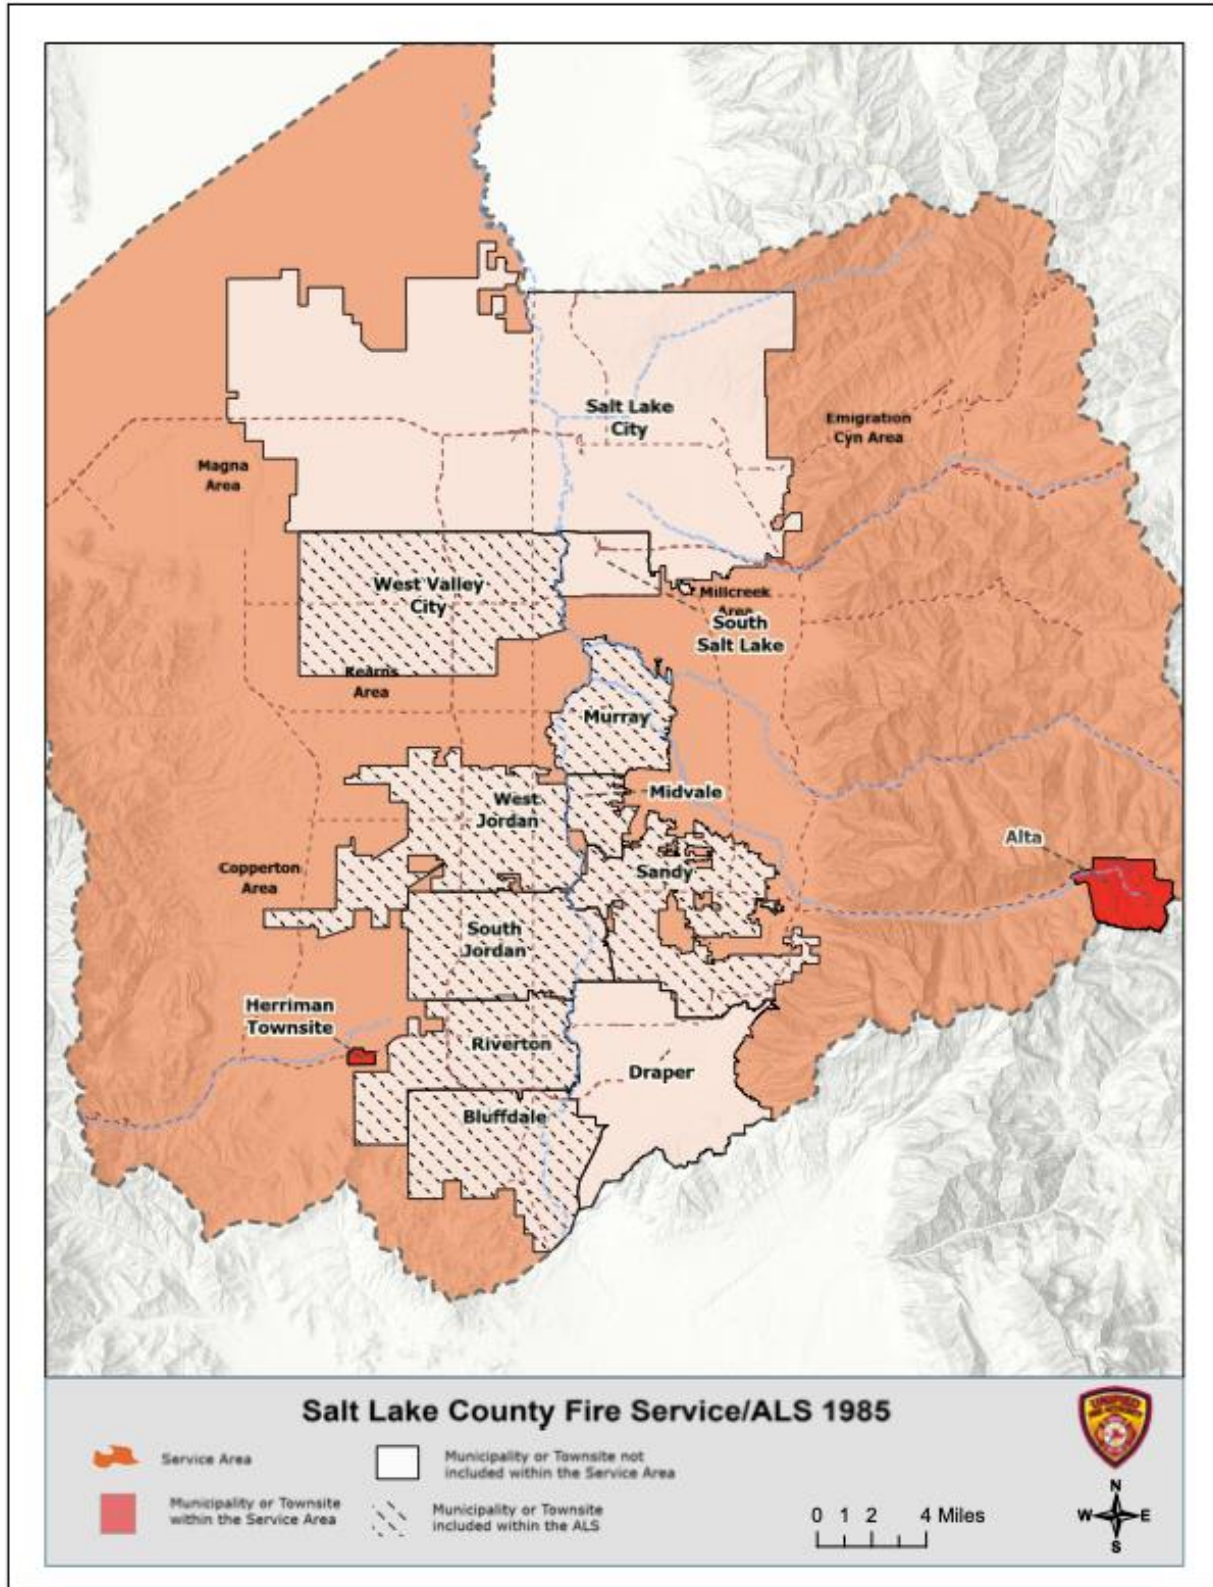 Salt Lake
City
Emigration
Cyn Area
Magna
Area
West Valley
City
Millcreek
Area
South
Salt Lake
Kearns
Area
Murray
Midvale
West
Jordan
Alta
Copperton
Area
Sandy
South
Jordan
Herriman
Townsite
Riverton
Draper
Bluffdale
Salt Lake County Fire Service/ALS 1985
Service Area
Municipality or Townsite not
included within the Service Area
Municipality or Townsite
within the Service Area
Municipality or Townsite
included within the ALS
0 1 2 4 Miles
UNIFIED
N
W E
S